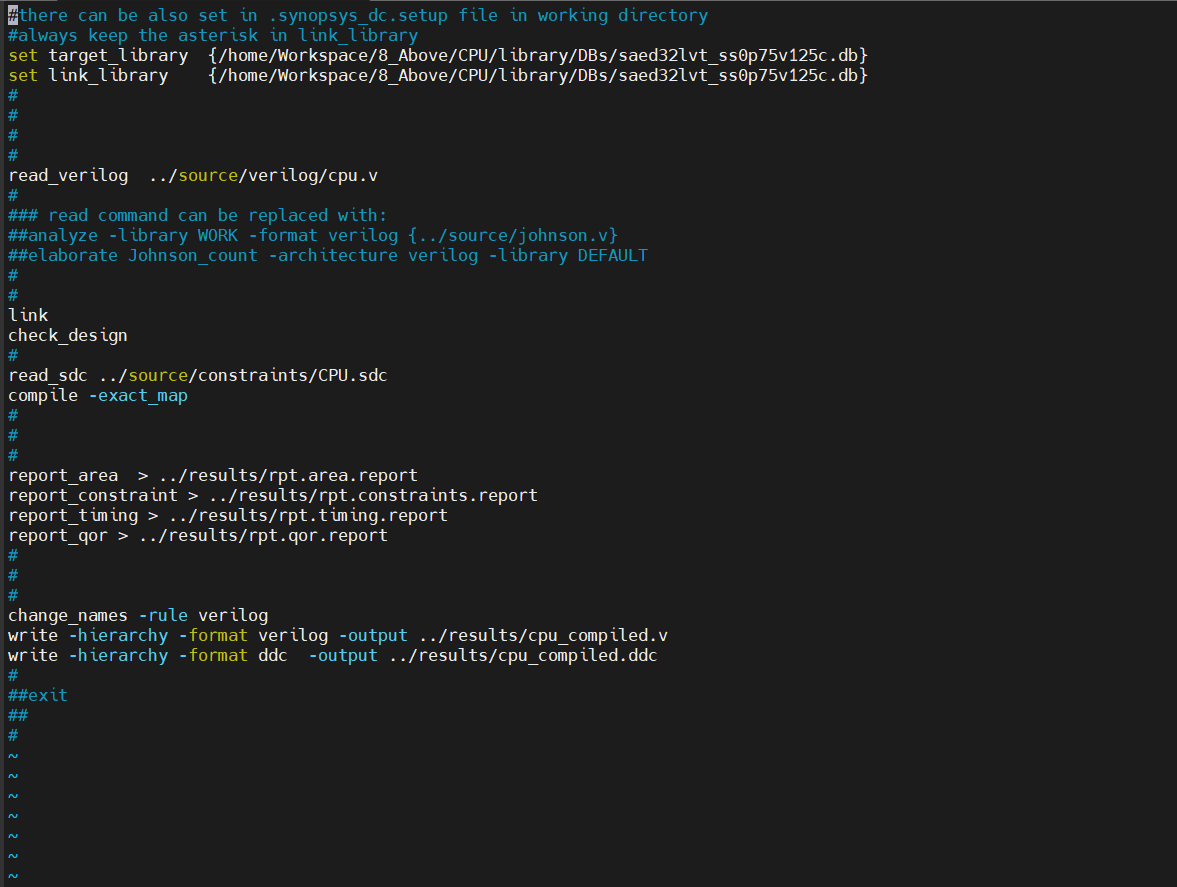 #there can be also set in .synopsys_dc.setup file in working directory
#always keep the asterisk in link_library
set target_library  {/home/Workspace/8_Above/CPU/library/DBs/saed32lvt_ss0p75v125c.db}
set link_library    {/home/Workspace/8_Above/CPU/library/DBs/saed32lvt_ss0p75v125c.db}
#
#
#
#
read_verilog  ../source/verilog/cpu.v
#
### read command can be replaced with:
##analyze -library WORK -format verilog {../source/johnson.v}
##elaborate Johnson_count -architecture verilog -library DEFAULT
#
#
link
check_design
#
read_sdc ../source/constraints/CPU.sdc
compile -exact_map
#
#
#
report_area  > ../results/rpt.area.report
report_constraint > ../results/rpt.constraints.report
report_timing > ../results/rpt.timing.report
report_qor > ../results/rpt.qor.report
#
#
#
change_names -rule verilog
write -hierarchy -format verilog -output ../results/cpu_compiled.v
write -hierarchy -format ddc  -output ../results/cpu_compiled.ddc
#
##exit
##
#
~
~
~
~
~
~
~